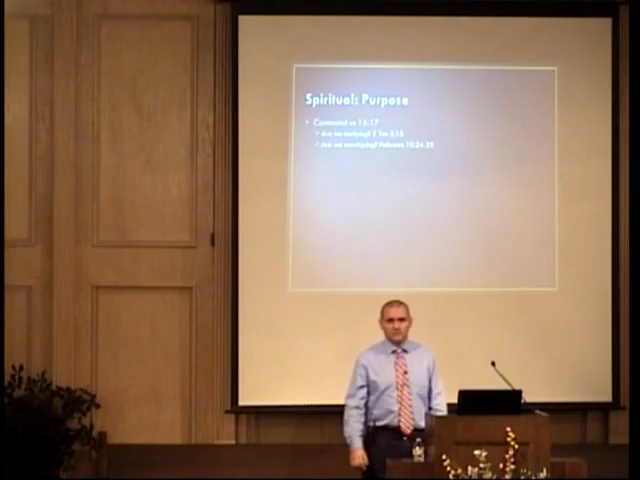 Spiritual: Purpose
• Command vs 13-17
Are we studying? 2 Tim 2:15
Are we worshiping? Hebrews 10:24-25